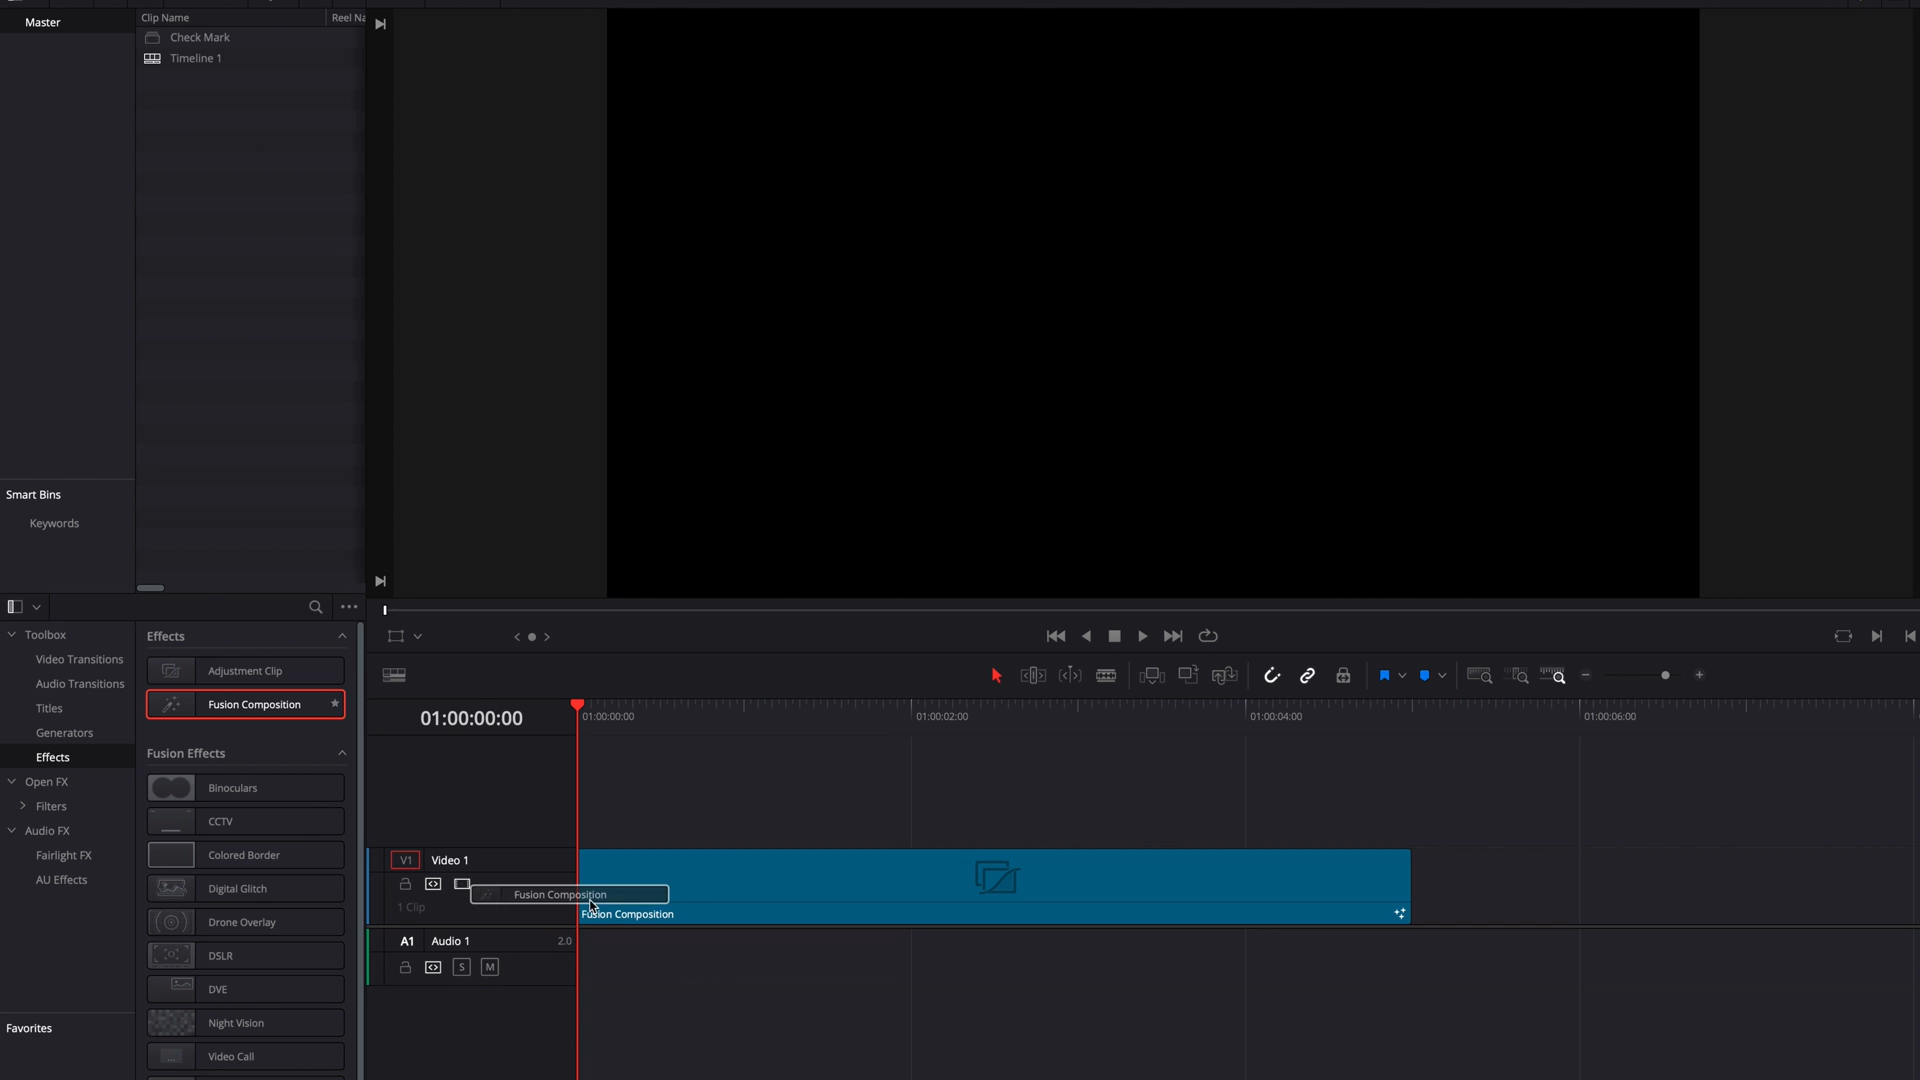 Master
Clip Name
Reel Na
Check Mark
Timeline 1
Smart Bins
Keywords
Toolbox
Video Transitions
Audio Transitions
Titles
Generators
Effects
Open FX
Filters
Audio FX
Fairlight FX
AU Effects
Favorites
Effects
Adjustment Clip
Fusion Composition
Fusion Effects
Binoculars
CCTV
Colored Border
Digital Glitch
Drone Overlay
DSLR
DVE
Night Vision
Video Call
01:00:00:00
01:00:00:00
01:00:02:00
01:00:04:00
01:00:06:00
V1 Video 1
1 Clip
Fusion Composition
Fusion Composition
A1 Audio 1 2.0
S M